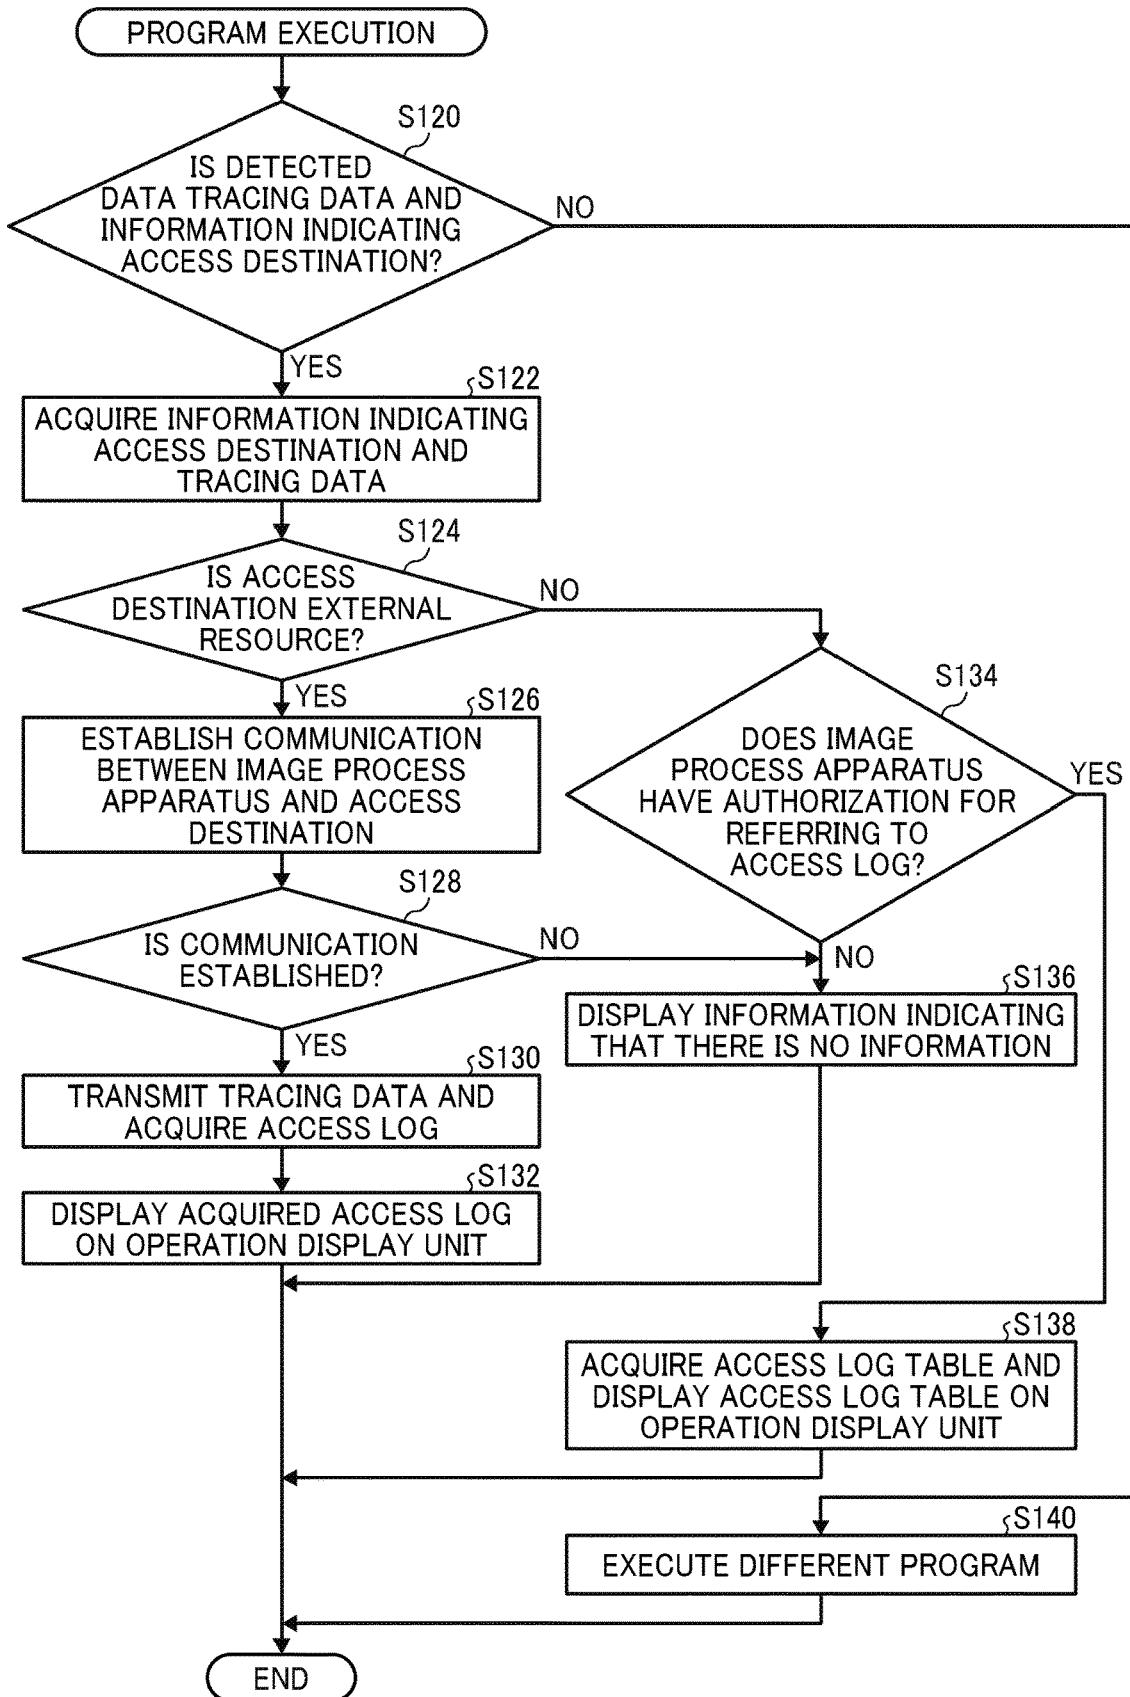 PROGRAM EXECUTION
S120
IS DETECTED
DATA TRACING DATA AND
INFORMATION INDICATING
ACCESS DESTINATION?
NO
YES
S122
ACQUIRE INFORMATION INDICATING
ACCESS DESTINATION AND
TRACING DATA
S124
IS ACCESS
DESTINATION EXTERNAL
RESOURCE?
NO
YES
S126
ESTABLISH COMMUNICATION
BETWEEN IMAGE PROCESS
APPARATUS AND ACCESS
DESTINATION
S134
DOES IMAGE
PROCESS APPARATUS
HAVE AUTHORIZATION FOR
REFERRING TO
ACCESS LOG?
YES
NO
S128
IS COMMUNICATION
ESTABLISHED?
NO
YES
S136
DISPLAY INFORMATION INDICATING
THAT THERE IS NO INFORMATION
S130
TRANSMIT TRACING DATA AND
ACQUIRE ACCESS LOG
S132
DISPLAY ACQUIRED ACCESS LOG
ON OPERATION DISPLAY UNIT
S138
ACQUIRE ACCESS LOG TABLE AND
DISPLAY ACCESS LOG TABLE ON
OPERATION DISPLAY UNIT
S140
EXECUTE DIFFERENT PROGRAM
END